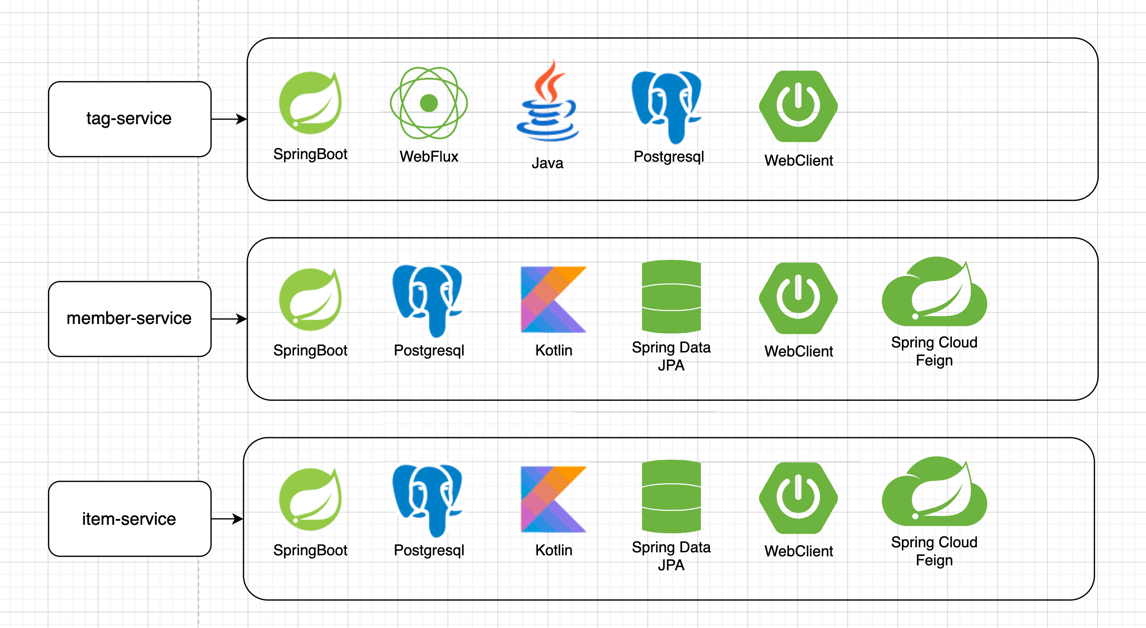 tag-service
SpringBoot
WebFlux
Java
Postgresql
WebClient
member-service
SpringBoot
Postgresql
Kotlin
Spring Data
JPA
WebClient
Spring Cloud
Feign
item-service
SpringBoot
Postgresql
Kotlin
Spring Data
JPA
WebClient
Spring Cloud
Feign